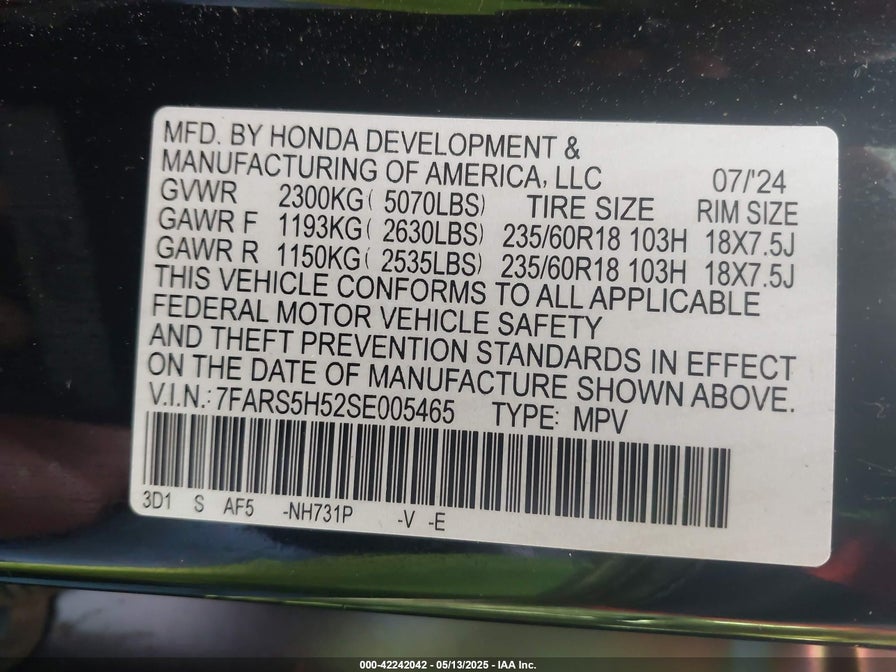 MFD. BY HONDA DEVELOPMENT &
MANUFACTURING OF AMERICA, LLC 07/'24
GVWR 2300KG( 5070LBS) TIRE SIZE RIM SIZE
GAWR F 1193KG( 2630LBS) 235/60R18 103H 18X7.5J
GAWR R 1150KG( 2535LBS) 235/60R18 103H 18X7.5J
THIS VEHICLE CONFORMS TO ALL APPLICABLE
FEDERAL MOTOR VEHICLE SAFETY
AND THEFT PREVENTION STANDARDS IN EFFECT
ON THE DATE OF MANUFACTURE SHOWN ABOVE.
V.I.N.: 7FARS5H52SE005465 TYPE: MPV
3D1 S AF5 -NH731P -V -E
000-42242042 - 05/13/2025 - IAA Inc.